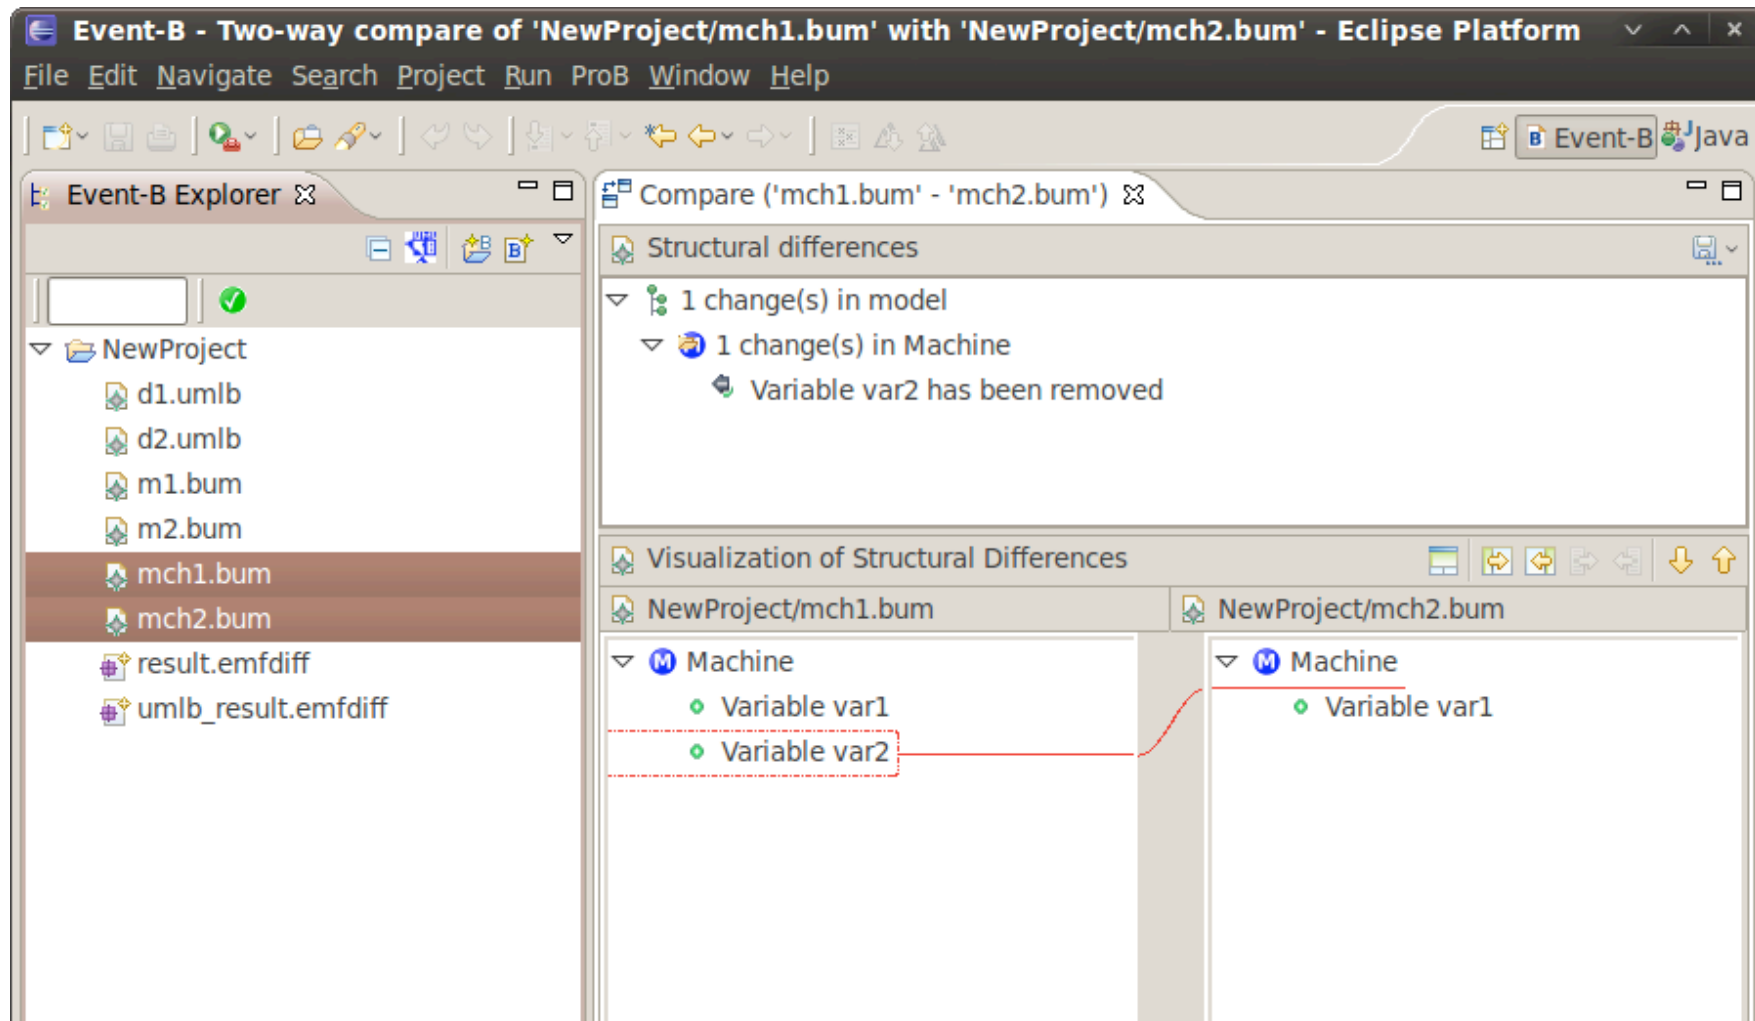 Event-B - Two-way compare of 'NewProject/mch1.bum' with 'NewProject/mch2.bum' - Eclipse Platform
File Edit Navigate Search Project Run ProB Window Help
Event-B Java
Event-B Explorer
NewProject
d1.umlb
d2.umlb
m1.bum
m2.bum
mch1.bum
mch2.bum
result.emfdiff
umlb_result.emfdiff
Compare ('mch1.bum' - 'mch2.bum')
Structural differences
1 change(s) in model
1 change(s) in Machine
Variable var2 has been removed
Visualization of Structural Differences
NewProject/mch1.bum
Machine
Variable var1
Variable var2
NewProject/mch2.bum
Machine
Variable var1